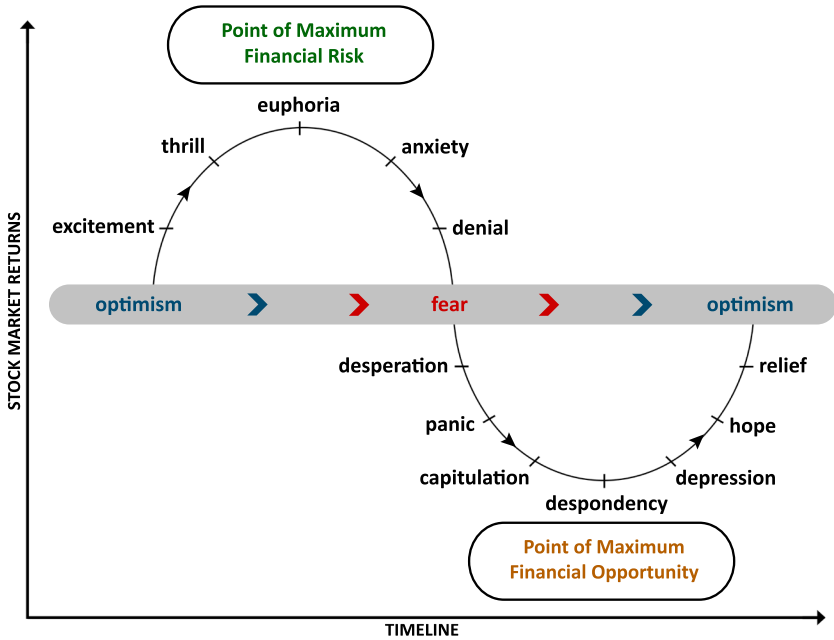 Point of Maximum
Financial Risk
euphoria
thrill
anxiety
excitement
denial
optimism
fear
optimism
desperation
relief
panic
hope
capitulation
depression
despondency
Point of Maximum
Financial Opportunity
STOCK MARKET RETURNS
TIMELINE